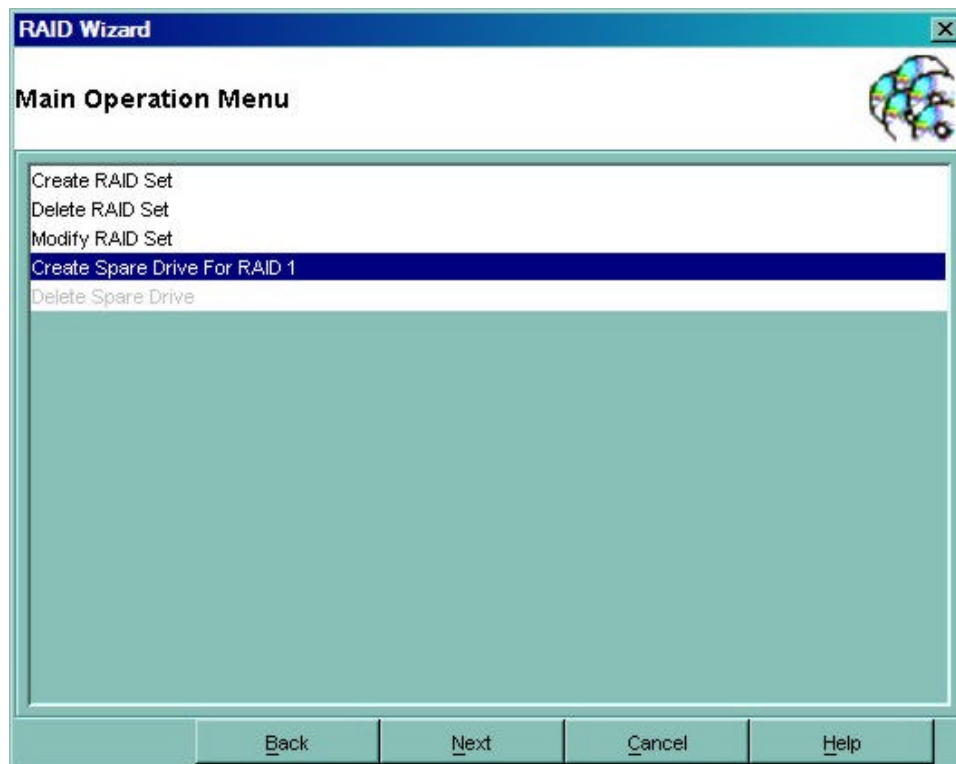 RAID Wizard
Main Operation Menu
Create RAID Set
Delete RAID Set
Modify RAID Set
Create Spare Drive For RAID 1
Delete Spare Drive
Back
Next
Cancel
Help